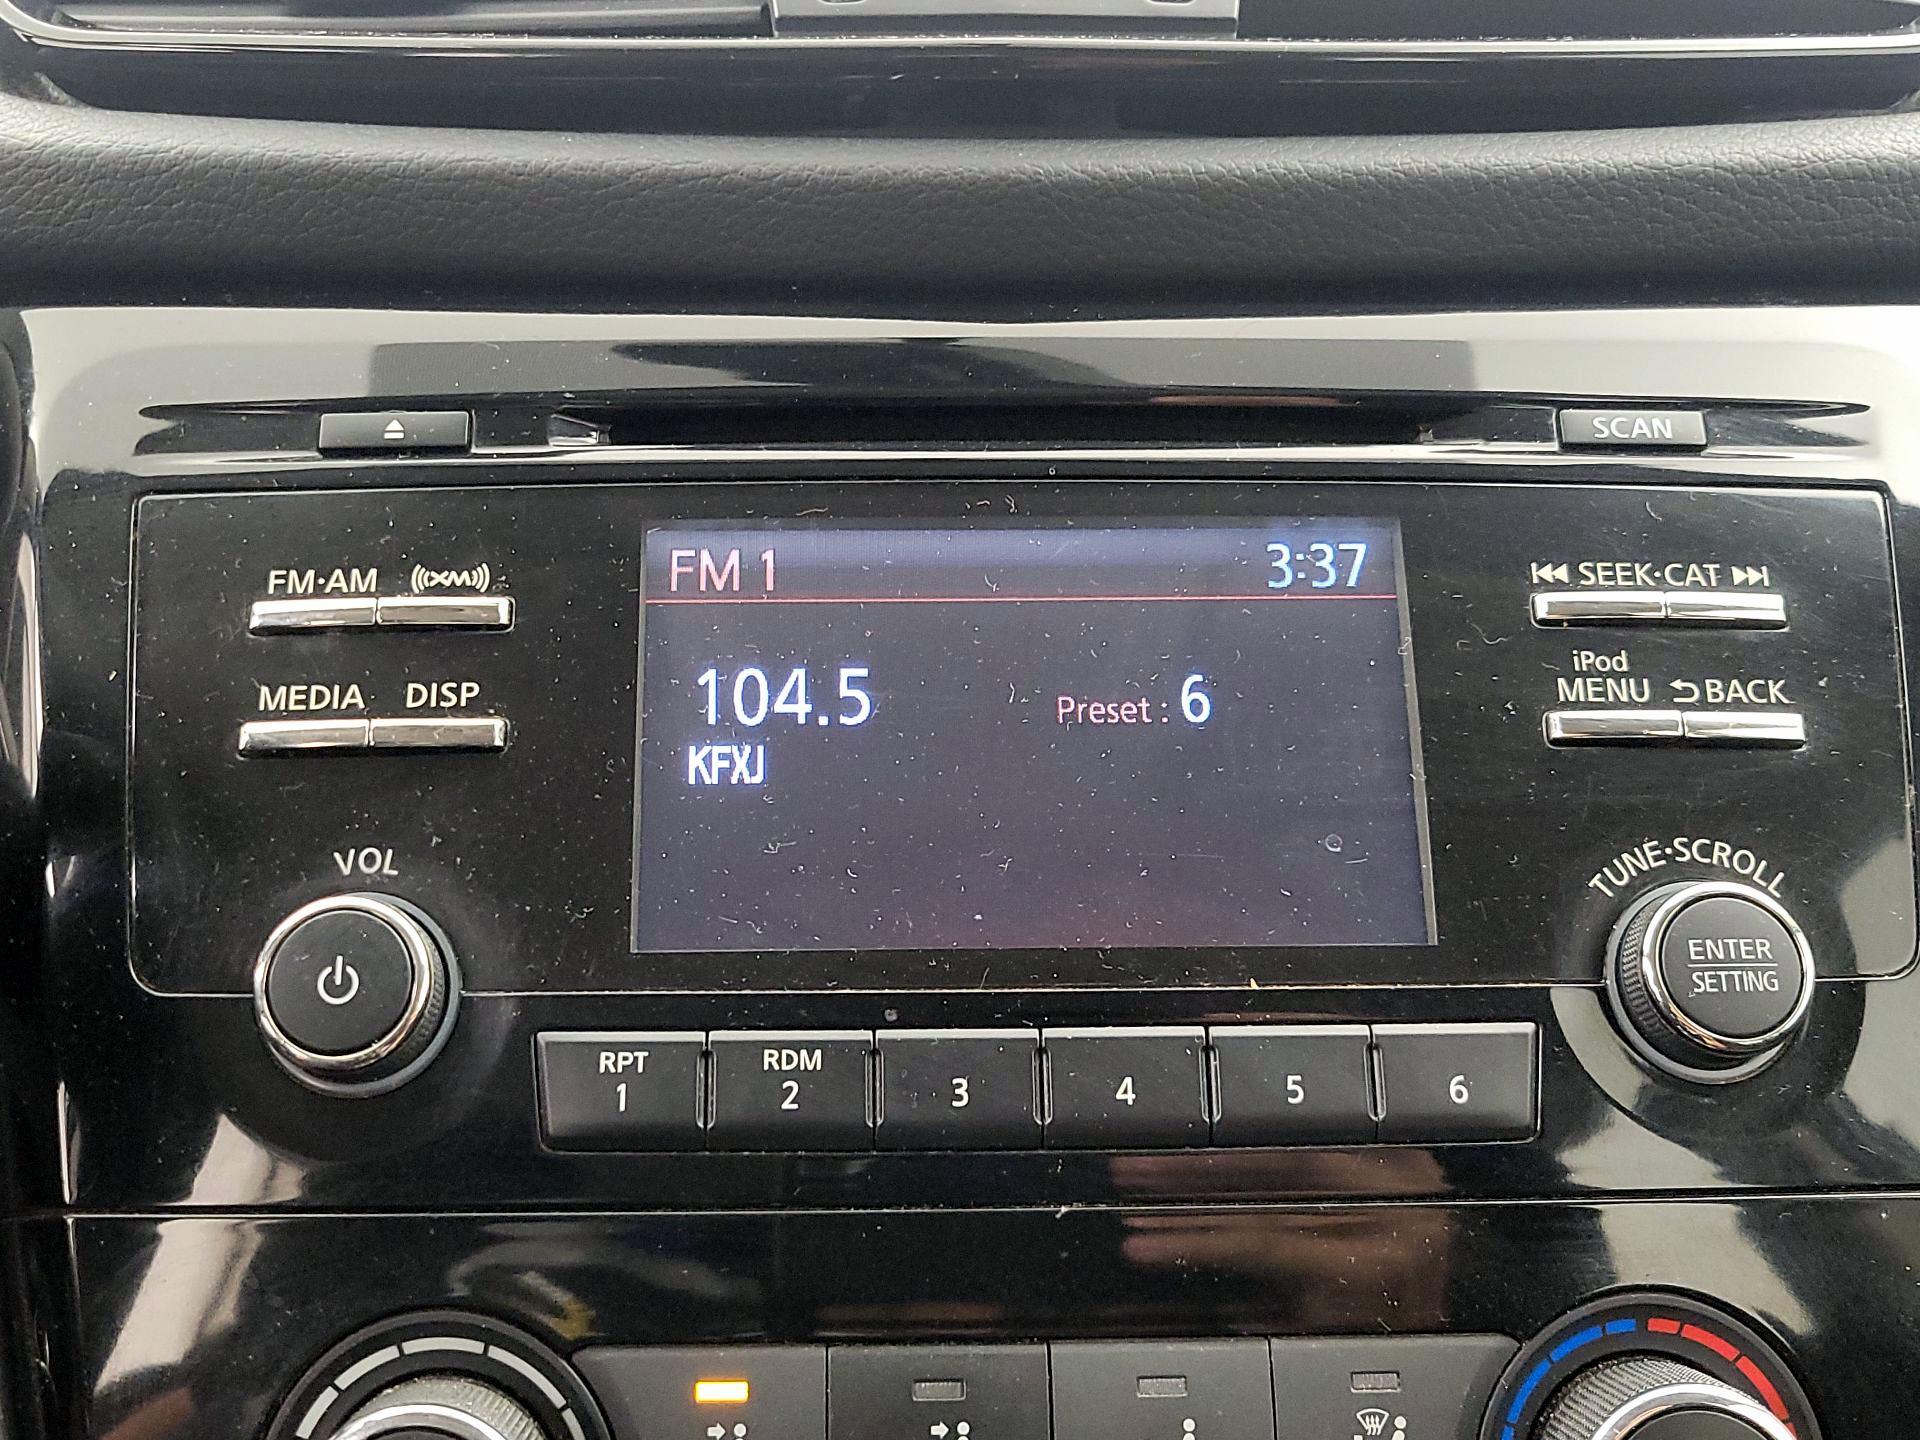 SCAN
FM·AM
((XM))
FM 1
3:37
SEEK·CAT
MEDIA
DISP
104.5
Preset : 6
iPod
MENU
BACK
KFXJ
VOL
TUNE·SCROLL
ENTER
SETTING
RPT
1
RDM
2
3
4
5
6